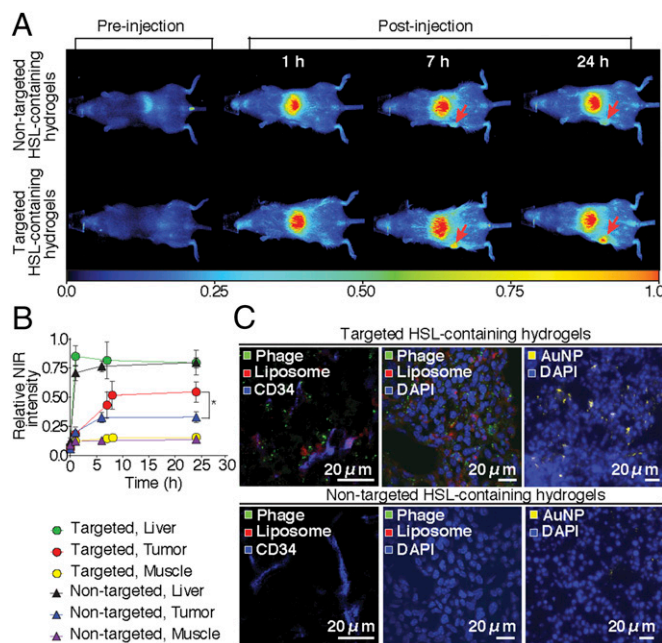 A
Pre-injection
Post-injection
1 h
7 h
24 h
Non-targeted
HSL-containing
hydrogels
Targeted
HSL-containing
hydrogels
0.0
0.25
0.50
0.75
1.0
B
Relative NIR
intensity
1.0
0.75
0.50
0.25
0.0
0 5 10 15 20 25 30
Time (h)
*
Targeted, Liver
Targeted, Tumor
Targeted, Muscle
Non-targeted, Liver
Non-targeted, Tumor
Non-targeted, Muscle
C
Targeted HSL-containing hydrogels
Phage
Liposome
CD34
20 μm
Phage
Liposome
DAPI
20 μm
AuNP
DAPI
20 μm
Non-targeted HSL-containing hydrogels
Phage
Liposome
CD34
20 μm
Phage
Liposome
DAPI
20 μm
AuNP
DAPI
20 μm